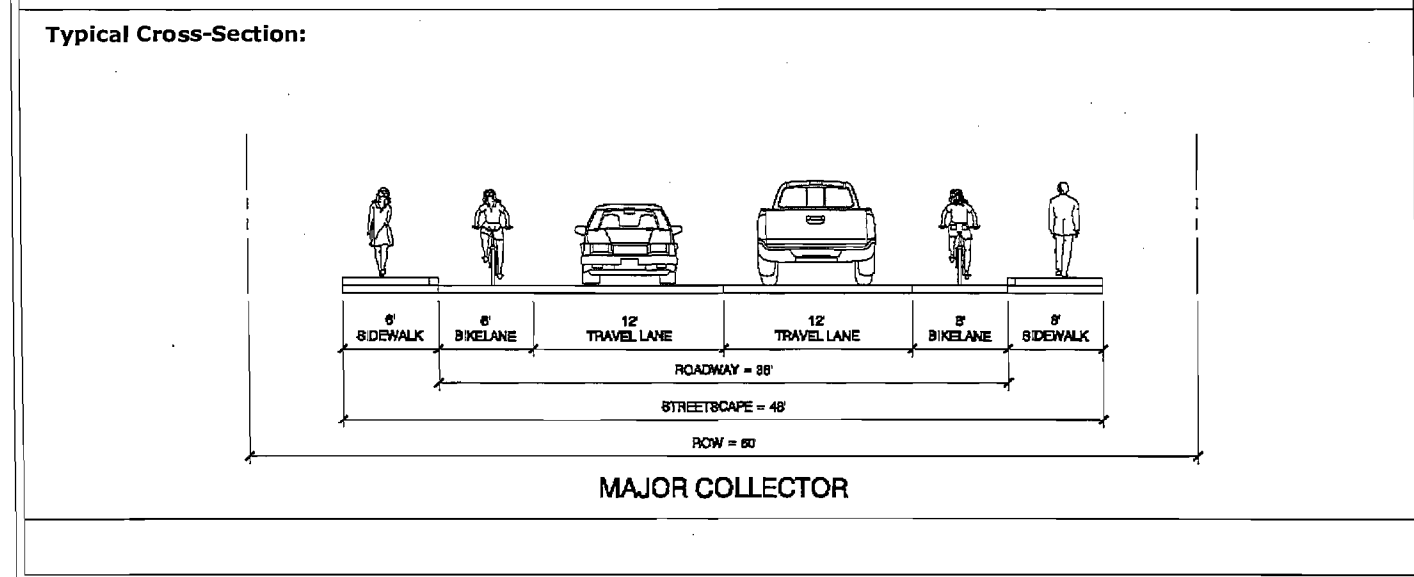 Typical Cross-Section:
6' 6' 12' 12' 6' 6'
SIDEWALK BIKELANE TRAVEL LANE TRAVEL LANE BIKELANE SIDEWALK
ROADWAY = 36'
STREETSCAPE = 48'
ROW = 60'
MAJOR COLLECTOR